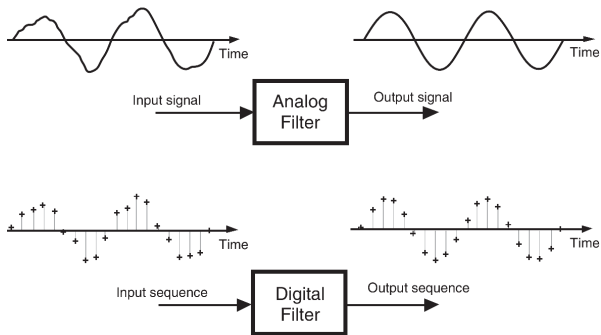 Time
Time
Input signal
Analog
Filter
Output signal
Time
Time
Input sequence
Digital
Filter
Output sequence